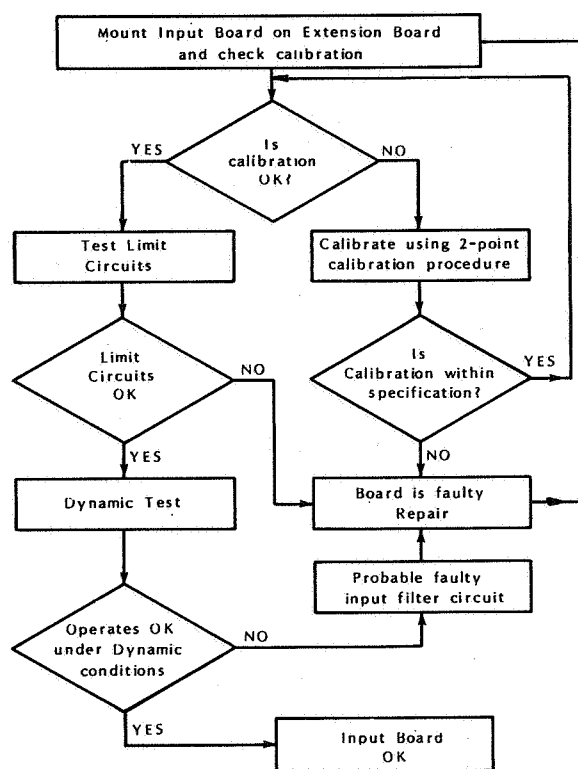 Mount Input Board on Extension Board
and check calibration
Is
calibration
OK?
YES
NO
Test Limit
Circuits
Calibrate using 2-point
calibration procedure
Limit
Circuits
OK
NO
YES
Is
Calibration within
specification?
YES
NO
Dynamic Test
Board is faulty
Repair
Probable faulty
input filter circuit
Operates OK
under Dynamic
conditions
NO
YES
Input Board
OK